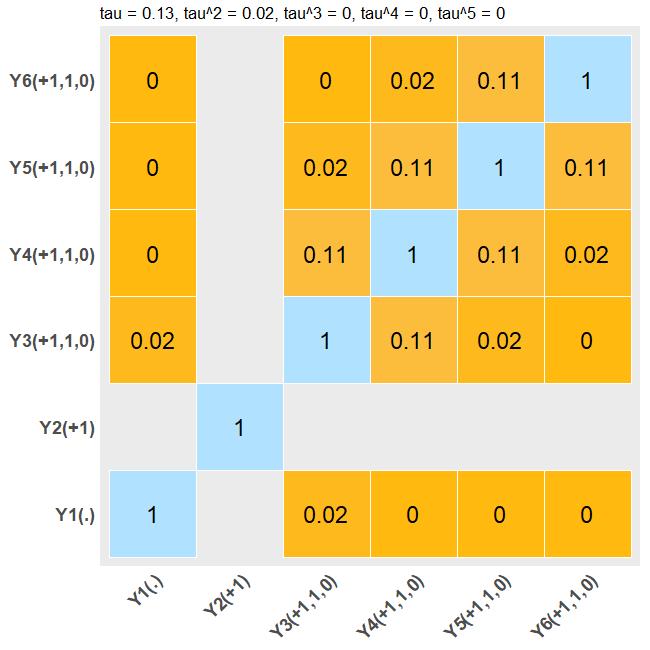 tau = 0.13, tau^2 = 0.02, tau^3 = 0, tau^4 = 0, tau^5 = 0
Y6(+1,1,0) 0 0 0.02 0.11 1
Y5(+1,1,0) 0 0.02 0.11 1 0.11
Y4(+1,1,0) 0 0.11 1 0.11 0.02
Y3(+1,1,0) 0.02 1 0.11 0.02 0
Y2(+1) 1
Y1(.) 1 0.02 0 0 0
Y1(.) Y2(+1) Y3(+1,1,0) Y4(+1,1,0) Y5(+1,1,0) Y6(+1,1,0)